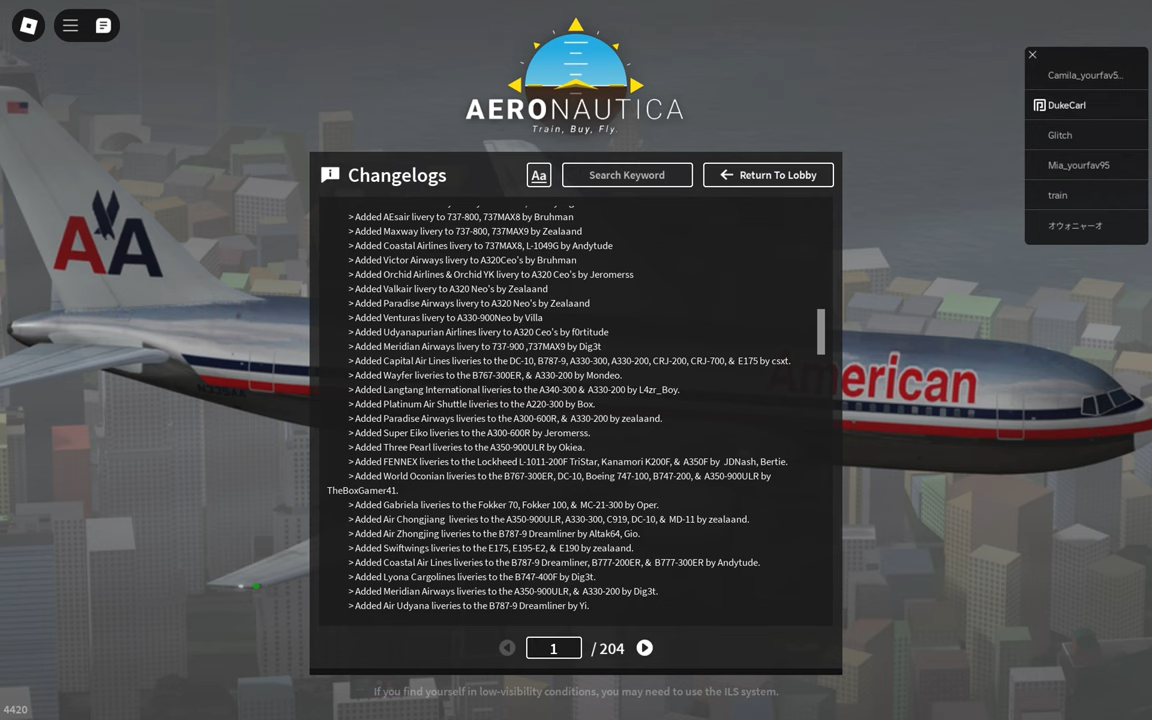 AERONAUTICA
Train, Buy, Fly.
Changelogs
Aa
Search Keyword
Return To Lobby
> Added AEsair livery to 737-800, 737MAX8 by Bruhman
> Added Maxway livery to 737-800, 737MAX9 by Zealaand
> Added Coastal Airlines livery to 737MAX8, L-1049G by Andytude
> Added Victor Airways livery to A320Ceo's by Bruhman
> Added Orchid Airlines & Orchid YK livery to A320 Ceo's by Jeromerss
> Added Valkair livery to A320 Neo's by Zealaand
> Added Paradise Airways livery to A320 Neo's by Zealaand
> Added Venturas livery to A330-900Neo by Villa
> Added Udyanapurian Airlines livery to A320 Ceo's by f0rtitude
> Added Meridian Airways livery to 737-900 ,737MAX9 by Dig3t
> Added Capital Air Lines liveries to the DC-10, B787-9, A330-300, A330-200, CRJ-200, CRJ-700, & E175 by csxt.
> Added Wayfer liveries to the B767-300ER, & A330-200 by Mondeo.
> Added Langtang International liveries to the A340-300 & A330-200 by L4zr_Boy.
> Added Platinum Air Shuttle liveries to the A220-300 by Box.
> Added Paradise Airways liveries to the A300-600R, & A330-200 by zealaand.
> Added Super Eiko liveries to the A300-600R by Jeromerss.
> Added Three Pearl liveries to the A350-900ULR by Okiea.
> Added FENNEX liveries to the Lockheed L-1011-200F TriStar, Kanamori K200F, & A350F by JDNash, Bertie.
> Added World Oconian liveries to the B767-300ER, DC-10, Boeing 747-100, B747-200, & A350-900ULR by
TheBoxGamer41.
> Added Gabriela liveries to the Fokker 70, Fokker 100, & MC-21-300 by Oper.
> Added Air Chongjiang liveries to the A350-900ULR, A330-300, C919, DC-10, & MD-11 by zealaand.
> Added Air Zhongjing liveries to the B787-9 Dreamliner by Altak64, Gio.
> Added Swiftwings liveries to the E175, E195-E2, & E190 by zealaand.
> Added Coastal Air Lines liveries to the B787-9 Dreamliner, B777-200ER, & B777-300ER by Andytude.
> Added Lyona Cargolines liveries to the B747-400F by Dig3t.
> Added Meridian Airways liveries to the A350-900ULR, & A330-200 by Dig3t.
> Added Air Udyana liveries to the B787-9 Dreamliner by Yi.
1 / 204
If you find yourself in low-visibility conditions, you may need to use the ILS system.
4420
Camila_yourfav5...
DukeCarl
Glitch
Mia_yourfav95
train
オウォニャーオ
AA
American